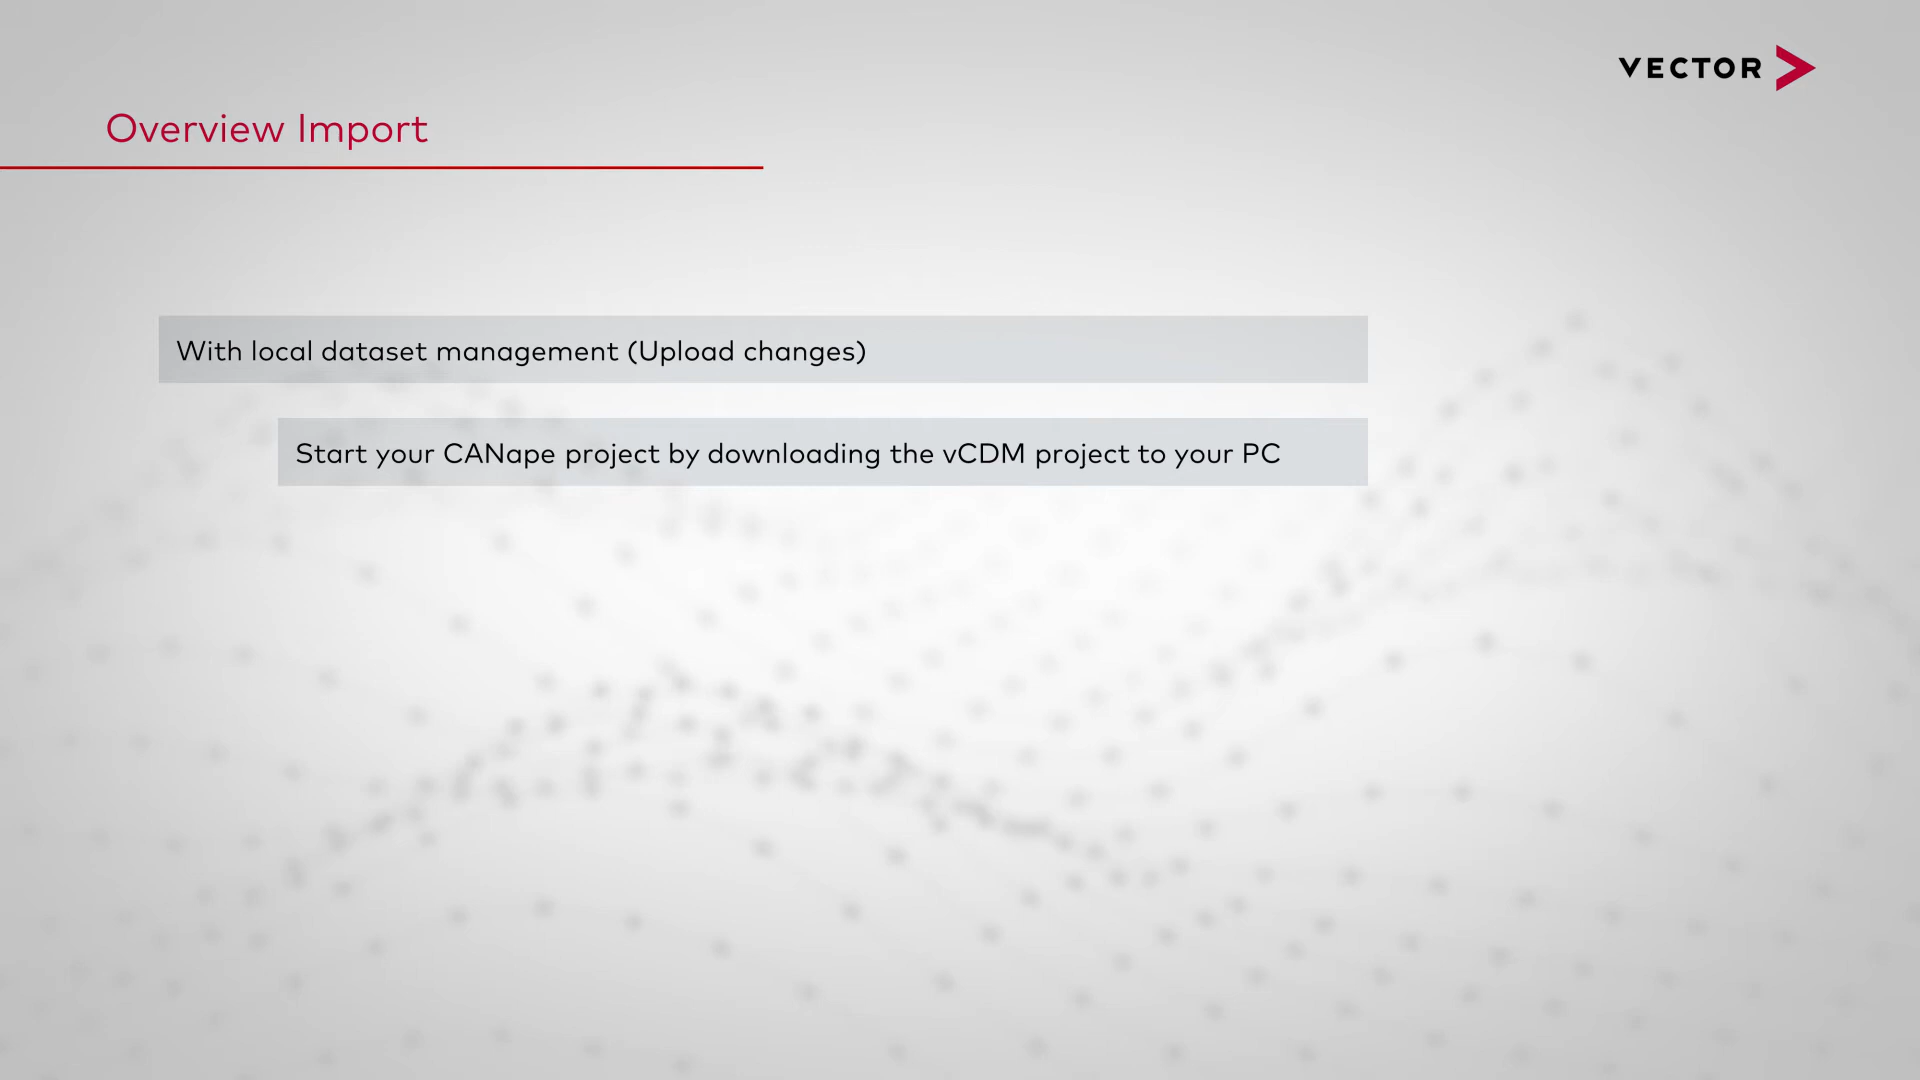 VECTOR
Overview Import
With local dataset management (Upload changes)
Start your CANape project by downloading the vCDM project to your PC